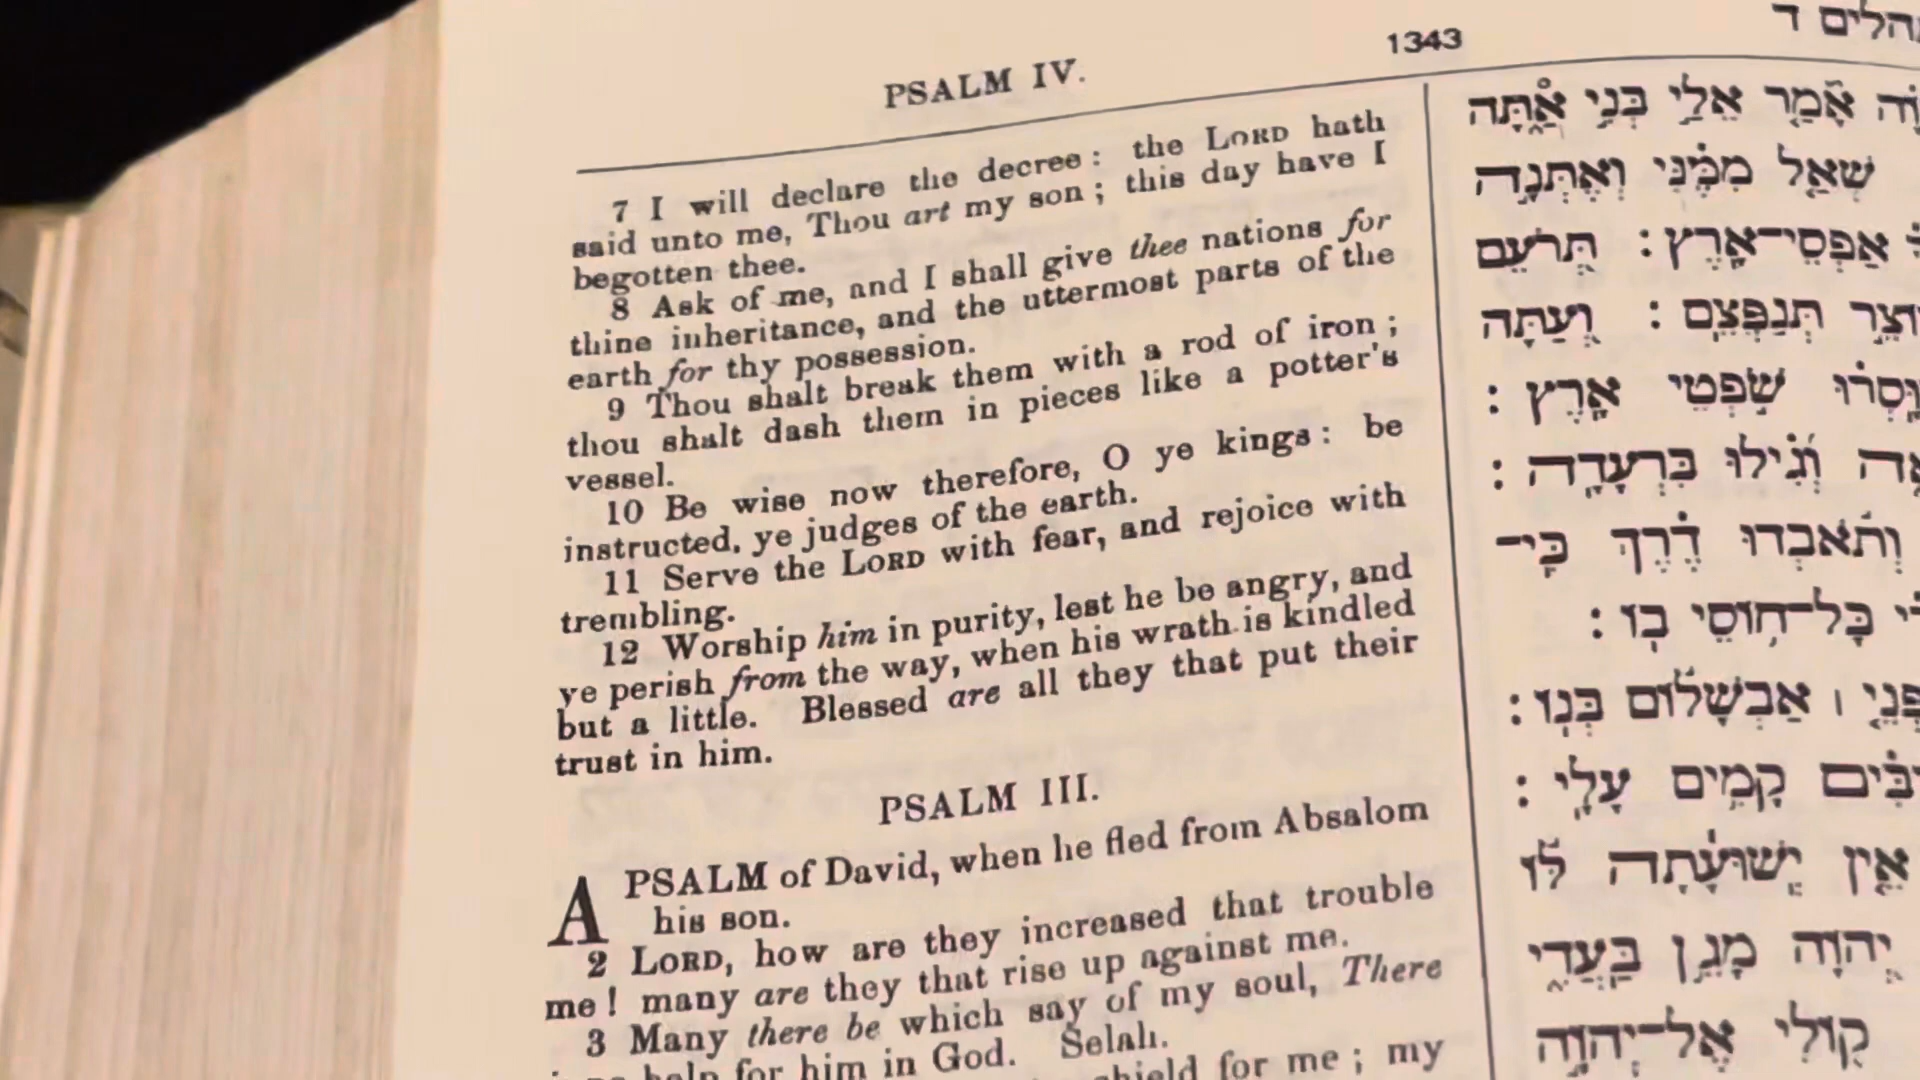 PSALM IV.
1343
תהלים ד
7 I will declare the decree: the LORD hath
said unto me, Thou art my son; this day have I
begotten thee.
8 Ask of me, and I shall give thee nations for
thine inheritance, and the uttermost parts of the
earth for thy possession.
9 Thou shalt break them with a rod of iron;
thou shalt dash them in pieces like a potter's
vessel.
10 Be wise now therefore, O ye kings: be
instructed, ye judges of the earth.
11 Serve the LORD with fear, and rejoice with
trembling.
12 Worship him in purity, lest he be angry, and
ye perish from the way, when his wrath is kindled
but a little. Blessed are all they that put their
trust in him.
PSALM III.
A PSALM of David, when he fled from Absalom
his son.
2 LORD, how are they increased that trouble
me! many are they that rise up against me.
3 Many there be which say of my soul, There
help for him in God. Selah.
shield for me; my
אָמַר אֵלַי בְּנִי אַתָּה
שְׁאַל מִמֶּנִּי וְאֶתְּנָה
אַפְסֵי־אָרֶץ: תְּרֹעֵם
תְּנַפְּצֵם: וְעַתָּה
שֹׁפְטֵי אָרֶץ:
וְגִילוּ בִּרְעָדָה:
וְתֹאבְדוּ דֶרֶךְ כִּי־
כָּל־חוֹסֵי בוֹ:
אַבְשָׁלוֹם בְּנוֹ:
קָמִים עָלָי:
אֵין יְשׁוּעָתָה לּוֹ
יְהוָה מָגֵן בַּעֲדִי
קוֹלִי אֶל־יְהוָה